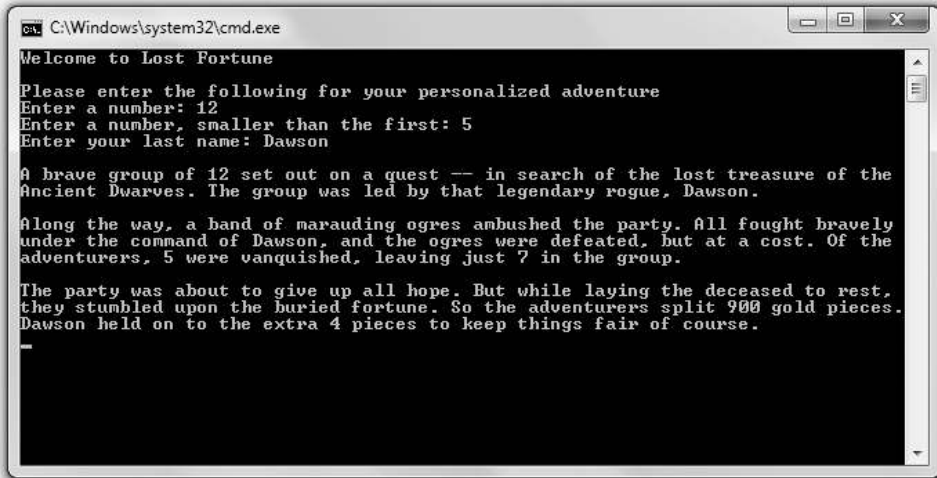 C:\Windows\system32\cmd.exe
Welcome to Lost Fortune
Please enter the following for your personalized adventure
Enter a number: 12
Enter a number, smaller than the first: 5
Enter your last name: Dawson
A brave group of 12 set out on a quest -- in search of the lost treasure of the
Ancient Dwarves. The group was led by that legendary rogue, Dawson.
Along the way, a band of marauding ogres ambushed the party. All fought bravely
under the command of Dawson, and the ogres were defeated, but at a cost. Of the
adventurers, 5 were vanquished, leaving just 7 in the group.
The party was about to give up all hope. But while laying the deceased to rest,
they stumbled upon the buried fortune. So the adventurers split 900 gold pieces.
Dawson held on to the extra 4 pieces to keep things fair of course.